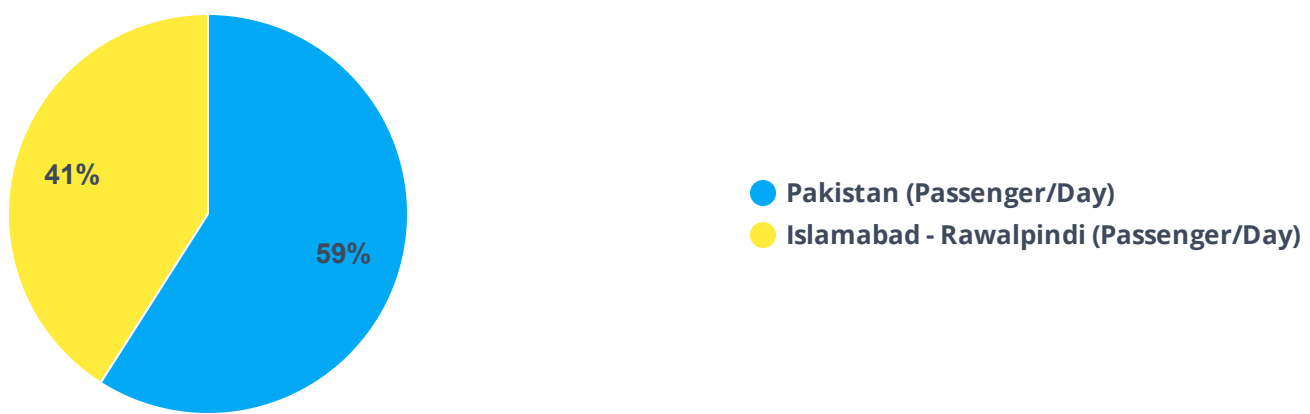 41%
59%
Pakistan (Passenger/Day)
Islamabad - Rawalpindi (Passenger/Day)